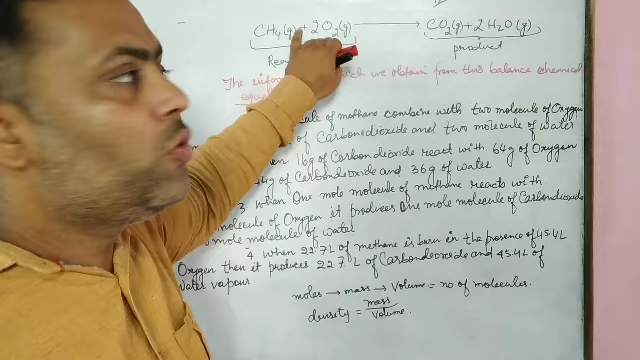 CH4(g)+2O2(g) → CO2(g)+2H2O(g)
product
The which we obtain from this balance chemical
of methane combine with two molecule of Oxygen
of Carbondioxide and two molecule of water
16g of Carbondioxide react with 64g of Oxygen
of Carbondioxide and 36g of water
3 when One mole molecule of methane reacts with
molecule of Oxygen it produces One mole molecule of Carbondioxide
mole molecule of water
4 when 22.7L of methane is burn in the presence of 45.4L
Oxygen then it produces 22.7L of Carbondioxide and 45.4L of
Water vapours
moles → mass → Volume = no of molecules.
density = mass/Volume.